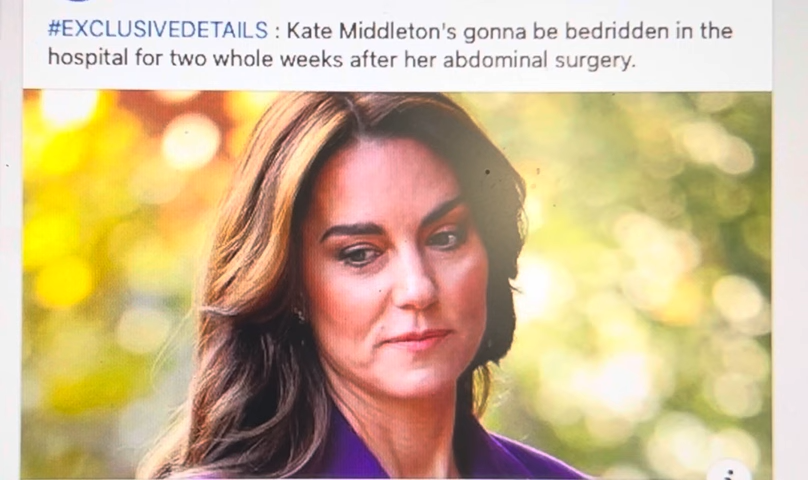 #EXCLUSIVEDETAILS : Kate Middleton's gonna be bedridden in the
hospital for two whole weeks after her abdominal surgery.